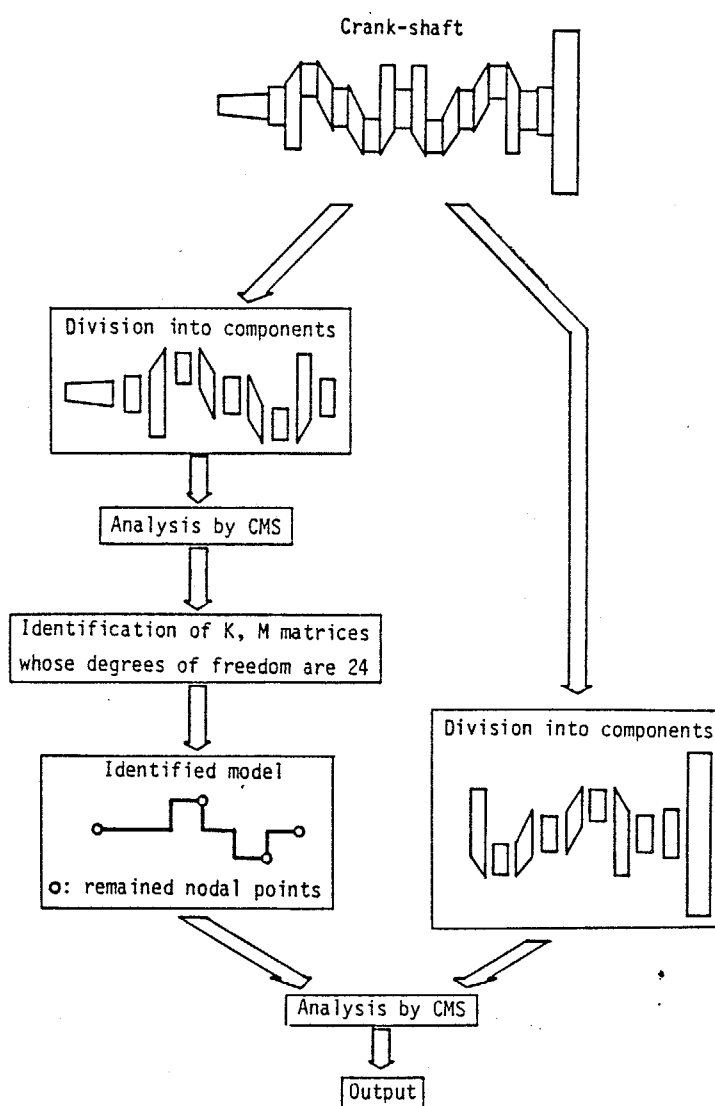 Crank-shaft
Division into components
Analysis by CMS
Identification of K, M matrices
whose degrees of freedom are 24
Identified model
o: remained nodal points
Division into components
Analysis by CMS
Output